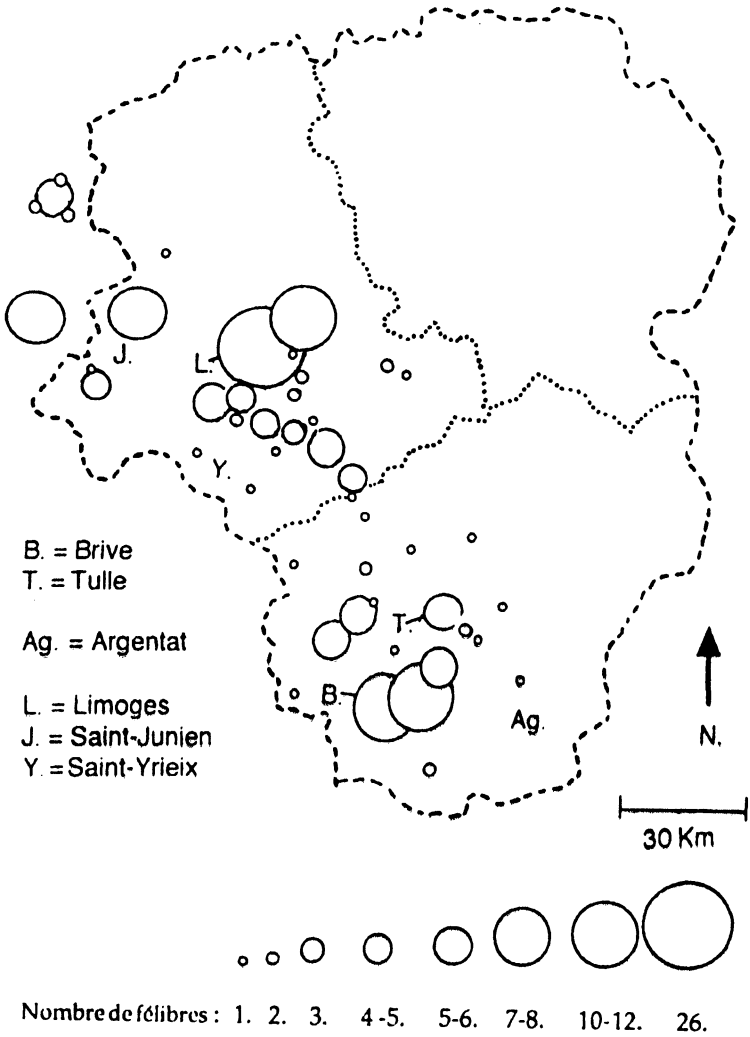 J.
L.
Y.
B. = Brive
T. = Tulle
T.
Ag. = Argentat
B.
L. = Limoges
Ag.
J. = Saint-Junien
N.
Y. = Saint-Yrieix
30 Km
Nombre de félibres : 1. 2. 3. 4-5. 5-6. 7-8. 10-12. 26.